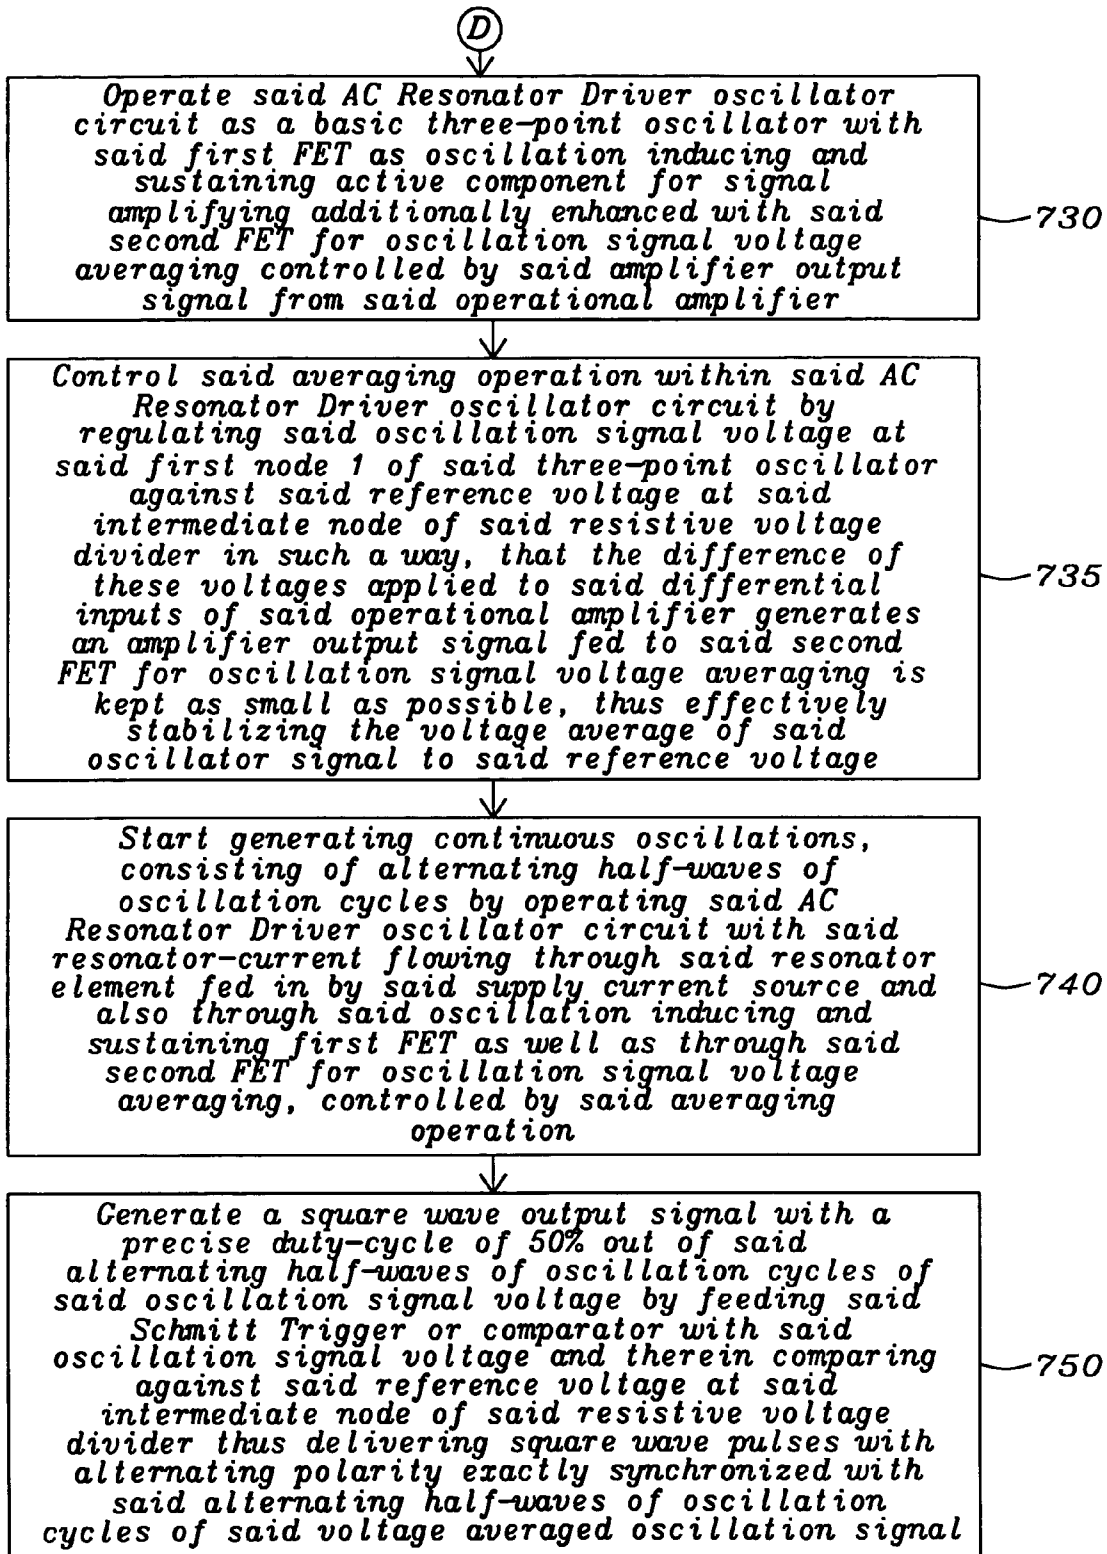 D
Operate said AC Resonator Driver oscillator
circuit as a basic three-point oscillator with
said first FET as oscillation inducing and
sustaining active component for signal
amplifying additionally enhanced with said
second FET for oscillation signal voltage
averaging controlled by said amplifier output
signal from said operational amplifier
730
Control said averaging operation within said AC
Resonator Driver oscillator circuit by
regulating said oscillation signal voltage at
said first node 1 of said three-point oscillator
against said reference voltage at said
intermediate node of said resistive voltage
divider in such a way, that the difference of
these voltages applied to said differential
inputs of said operational amplifier generates
an amplifier output signal fed to said second
FET for oscillation signal voltage averaging is
kept as small as possible, thus effectively
stabilizing the voltage average of said
oscillator signal to said reference voltage
735
Start generating continuous oscillations,
consisting of alternating half-waves of
oscillation cycles by operating said AC
Resonator Driver oscillator circuit with said
resonator-current flowing through said resonator
element fed in by said supply current source and
also through said oscillation inducing and
sustaining first FET as well as through said
second FET for oscillation signal voltage
averaging, controlled by said averaging
operation
740
Generate a square wave output signal with a
precise duty-cycle of 50% out of said
alternating half-waves of oscillation cycles of
said oscillation signal voltage by feeding said
Schmitt Trigger or comparator with said
oscillation signal voltage and therein comparing
against said reference voltage at said
intermediate node of said resistive voltage
divider thus delivering square wave pulses with
alternating polarity exactly synchronized with
said alternating half-waves of oscillation
cycles of said voltage averaged oscillation signal
750